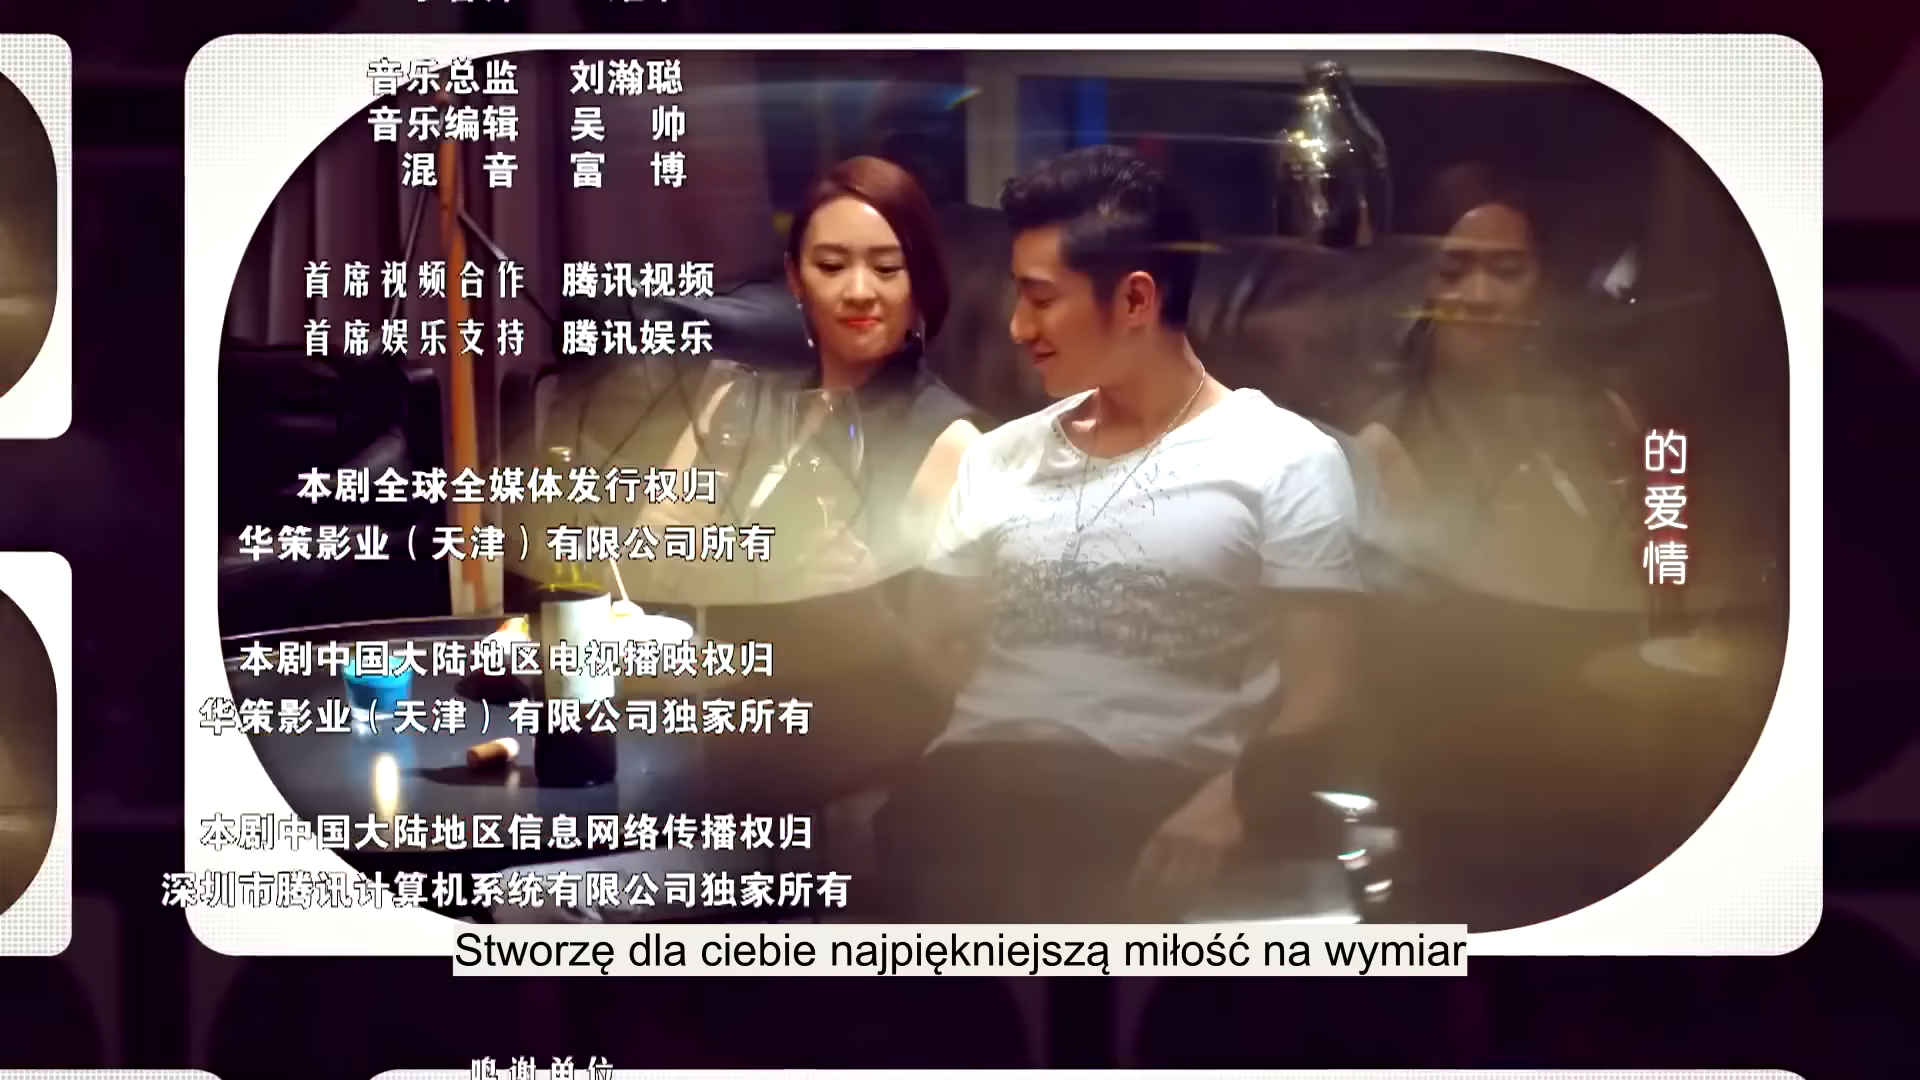 音乐总监 刘瀚聪
音乐编辑 吴 帅
混 音 富 博
首席视频合作 腾讯视频
首席娱乐支持 腾讯娱乐
本剧全球全媒体发行权归
华策影业（天津）有限公司所有
本剧中国大陆地区电视播映权归
华策影业（天津）有限公司独家所有
本剧中国大陆地区信息网络传播权归
深圳市腾讯计算机系统有限公司独家所有
的爱情
Stworzę dla ciebie najpiękniejszą miłość na wymiar
鸣谢单位